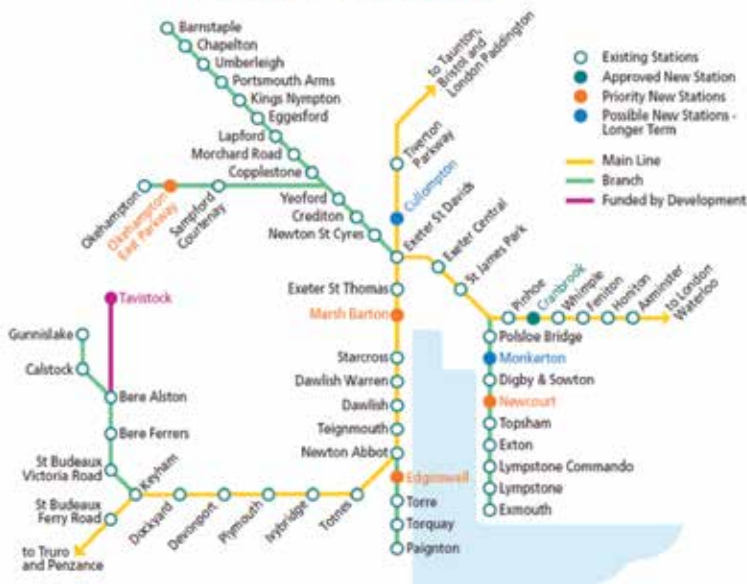 Barnstaple
Chapelton
Umberleigh
Portsmouth Arms
Kings Nympton
Eggesford
Lapford
Morchard Road
Copplestone
Yeoford
Crediton
Newton St Cyres
Okehampton
Okehampton
East Parkway
Sampford
Courtenay
to Taunton,
Bristol and
London Paddington
Tiverton
Parkway
Cullompton
Exeter St Davids
Exeter Central
St James Park
Existing Stations
Approved New Station
Priority New Stations
Possible New Stations -
Longer Term
Main Line
Branch
Funded by Development
Pinhoe
Cranbrook
Whimple
Feniton
Honiton
Axminster
to London
Waterloo
Exeter St Thomas
Marsh Barton
Starcross
Dawlish Warren
Dawlish
Teignmouth
Newton Abbot
Edginswell
Torre
Torquay
Paignton
Polsloe Bridge
Monkerton
Digby & Sowton
Newcourt
Topsham
Exton
Lympstone Commando
Lympstone
Exmouth
Tavistock
Gunnislake
Calstock
Bere Alston
Bere Ferrers
St Budeaux
Victoria Road
St Budeaux
Ferry Road
Keyham
Dockyard
Devonport
Plymouth
Ivybridge
Totnes
to Truro
and Penzance